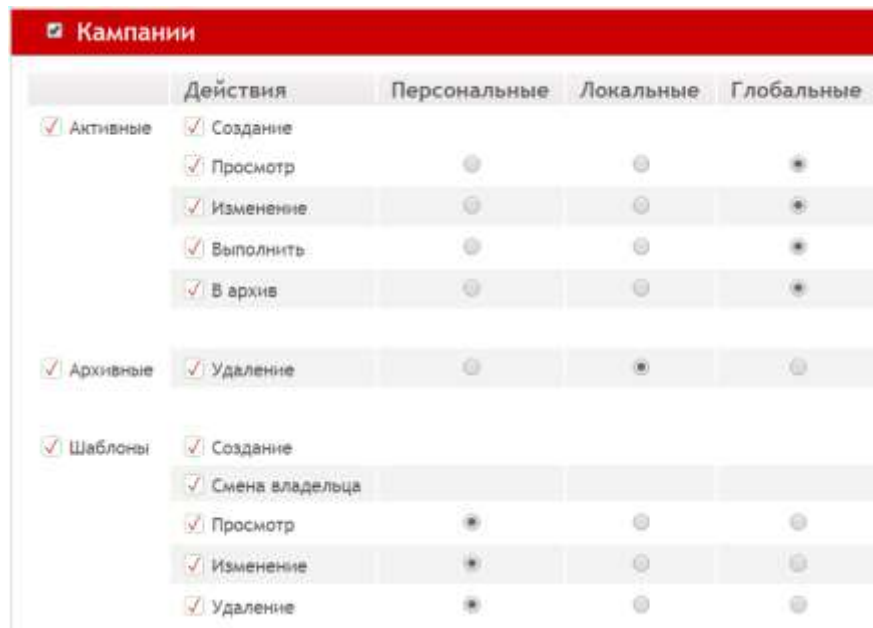 Кампании
Действия Персональные Локальные Глобальные
Активные Создание
Просмотр
Изменение
Выполнить
В архив
Архивные Удаление
Шаблоны Создание
Смена владельца
Просмотр
Изменение
Удаление